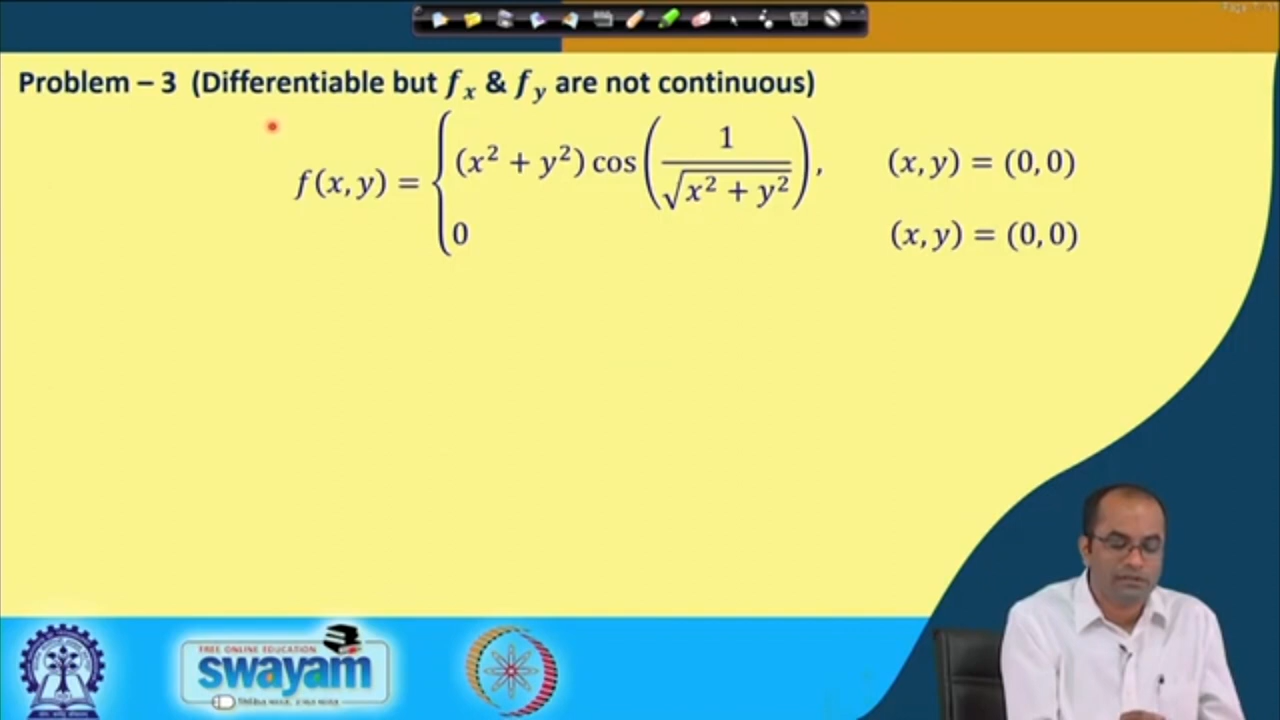 Problem – 3 (Differentiable but f_x & f_y are not continuous)
f(x, y) = { (x² + y²) cos(1/√(x² + y²)), (x, y) = (0, 0)
0 (x, y) = (0, 0)
FREE ONLINE EDUCATION
swayam